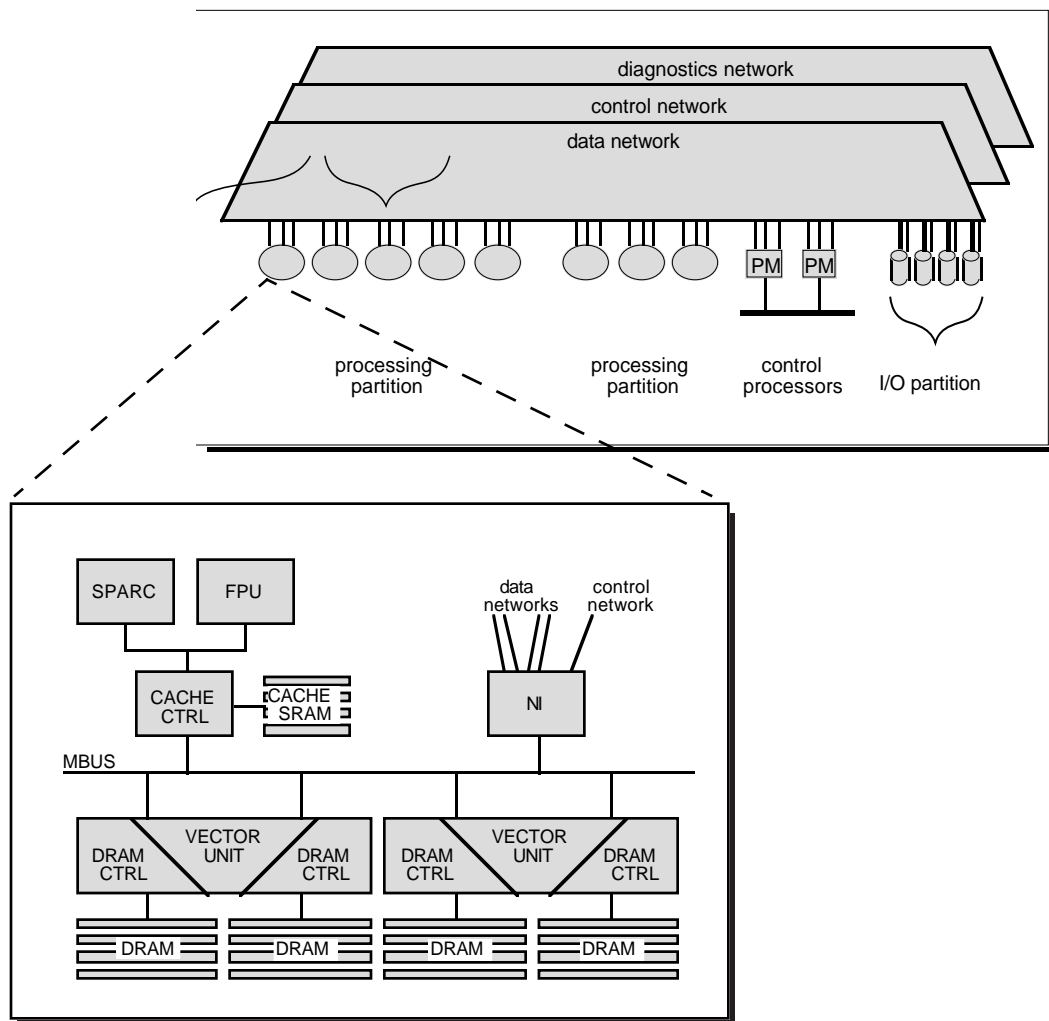 diagnostics network
control network
data network
PM PM
processing
partition
processing
partition
control
processors
I/O partition
SPARC FPU
data
networks
control
network
CACHE
CTRL
CACHE
SRAM
NI
MBUS
DRAM
CTRL
VECTOR
UNIT
DRAM
CTRL
DRAM
CTRL
VECTOR
UNIT
DRAM
CTRL
DRAM DRAM DRAM DRAM